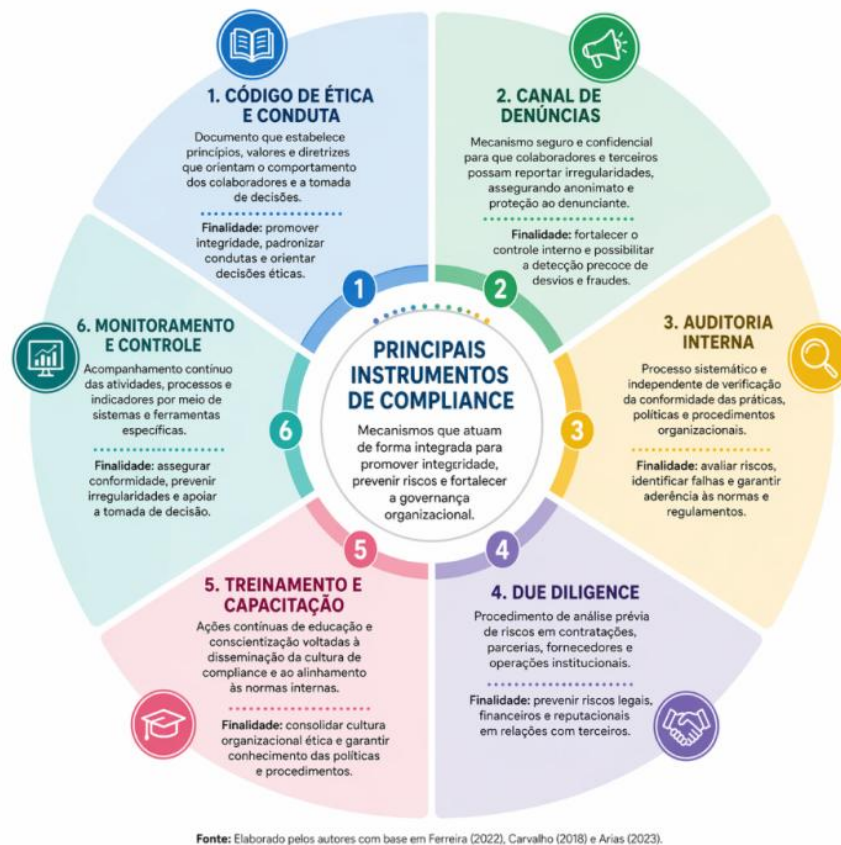 1. CÓDIGO DE ÉTICA
E CONDUTA
Documento que estabelece
princípios, valores e diretrizes
que orientam o comportamento
dos colaboradores e a tomada
de decisões.
Finalidade: promover
integridade, padronizar
condutas e orientar
decisões éticas.
1
2. CANAL DE
DENÚNCIAS
Mecanismo seguro e confidencial
para que colaboradores e terceiros
possam reportar irregularidades,
assegurando anonimato e
proteção ao denunciante.
Finalidade: fortalecer o
controle interno e possibilitar
a detecção precoce de
desvios e fraudes.
2
3. AUDITORIA
INTERNA
Processo sistemático e
independente de verificação
da conformidade das práticas,
políticas e procedimentos
organizacionais.
Finalidade: avaliar riscos,
identificar falhas e garantir
aderência às normas e
regulamentos.
3
PRINCIPAIS
INSTRUMENTOS
DE COMPLIANCE
Mecanismos que atuam
de forma integrada para
promover integridade,
prevenir riscos e fortalecer
a governança
organizacional.
4
4. DUE DILIGENCE
Procedimento de análise prévia
de riscos em contratações,
parcerias, fornecedores e
operações institucionais.
Finalidade: prevenir riscos legais,
financeiros e reputacionais
em relações com terceiros.
5
5. TREINAMENTO E
CAPACITAÇÃO
Ações contínuas de educação e
conscientização voltadas à
disseminação da cultura de
compliance e ao alinhamento
às normas internas.
Finalidade: consolidar cultura
organizacional ética e garantir
conhecimento das políticas
e procedimentos.
6
6. MONITORAMENTO
E CONTROLE
Acompanhamento contínuo
das atividades, processos e
indicadores por meio de
sistemas e ferramentas
específicas.
Finalidade: assegurar
conformidade, prevenir
irregularidades e apoiar
a tomada de decisão.
Fonte: Elaborado pelos autores com base em Ferreira (2022), Carvalho (2018) e Arias (2023).